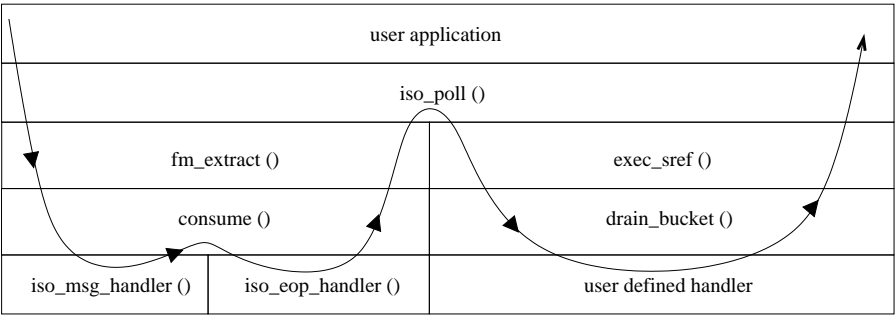 user application
iso_poll ()
fm_extract ()
exec_sref ()
consume ()
drain_bucket ()
iso_msg_handler ()
iso_eop_handler ()
user defined handler